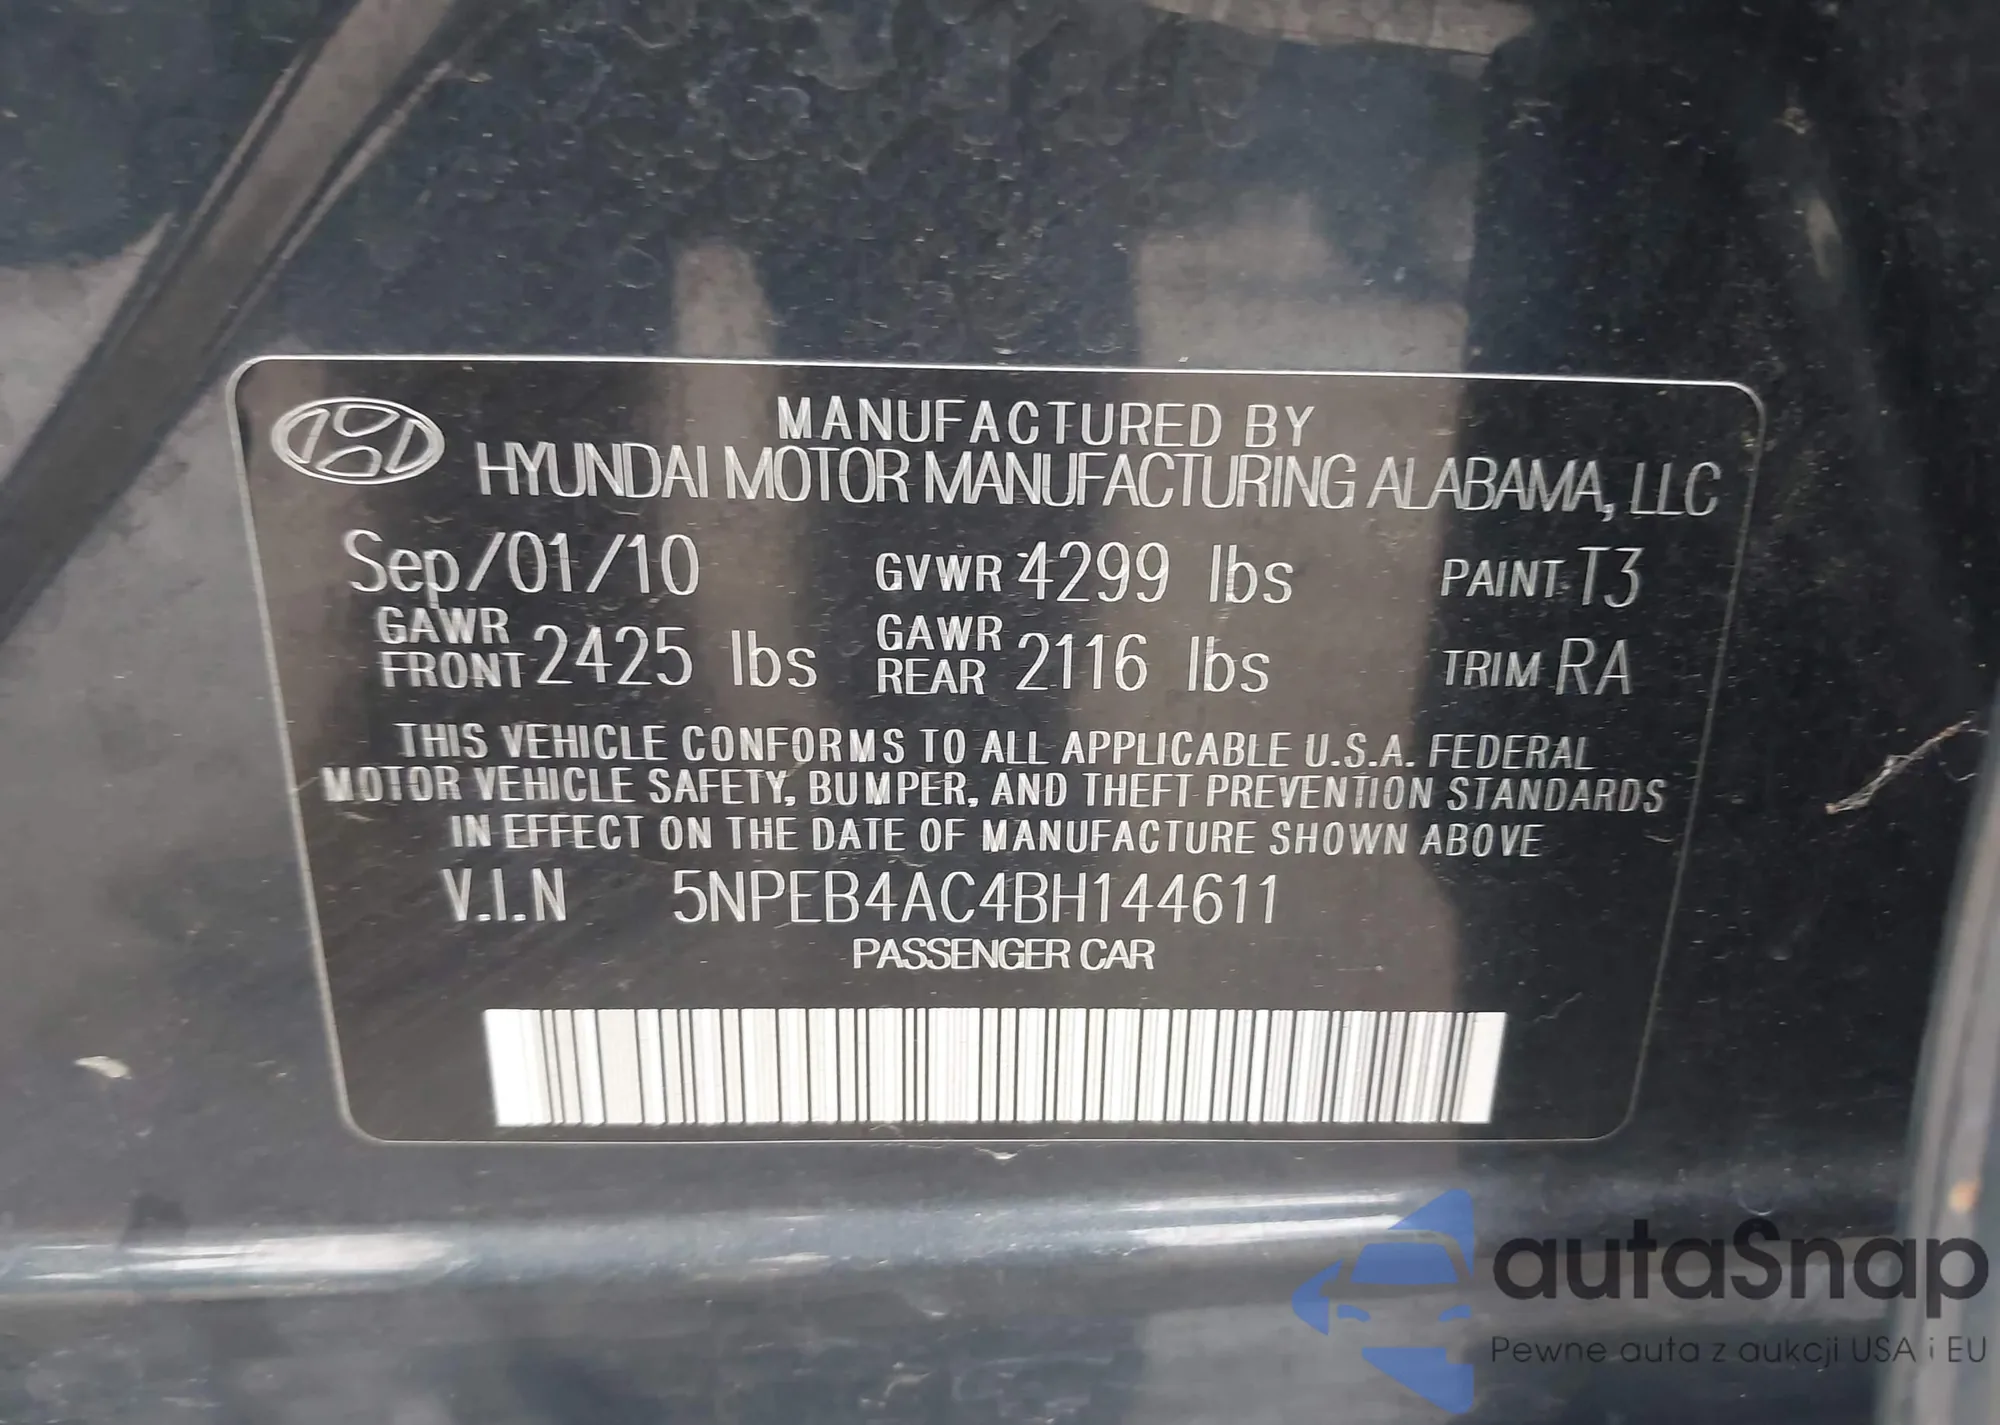 MANUFACTURED BY
HYUNDAI MOTOR MANUFACTURING ALABAMA, LLC
Sep/01/10 GVWR 4299 lbs PAINT T3
GAWR FRONT 2425 lbs GAWR REAR 2116 lbs TRIM RA
THIS VEHICLE CONFORMS TO ALL APPLICABLE U.S.A. FEDERAL
MOTOR VEHICLE SAFETY, BUMPER, AND THEFT PREVENTION STANDARDS
IN EFFECT ON THE DATE OF MANUFACTURE SHOWN ABOVE
V.I.N 5NPEB4AC4BH144611
PASSENGER CAR
autaSnap
Pewne auta z aukcji USA i EU